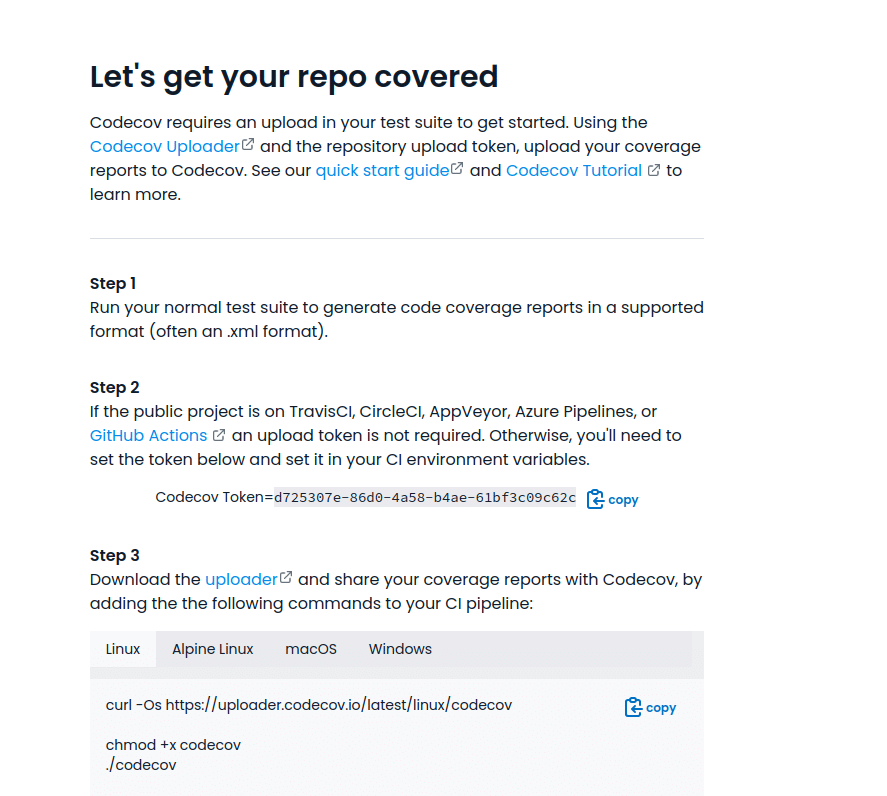 Let's get your repo covered
Codecov requires an upload in your test suite to get started. Using the
Codecov Uploader and the repository upload token, upload your coverage
reports to Codecov. See our quick start guide and Codecov Tutorial to
learn more.
Step 1
Run your normal test suite to generate code coverage reports in a supported
format (often an .xml format).
Step 2
If the public project is on TravisCI, CircleCI, AppVeyor, Azure Pipelines, or
GitHub Actions an upload token is not required. Otherwise, you'll need to
set the token below and set it in your CI environment variables.
Codecov Token=d725307e-86d0-4a58-b4ae-61bf3c09c62c copy
Step 3
Download the uploader and share your coverage reports with Codecov, by
adding the the following commands to your CI pipeline:
Linux Alpine Linux macOS Windows
curl -Os https://uploader.codecov.io/latest/linux/codecov copy
chmod +x codecov
./codecov